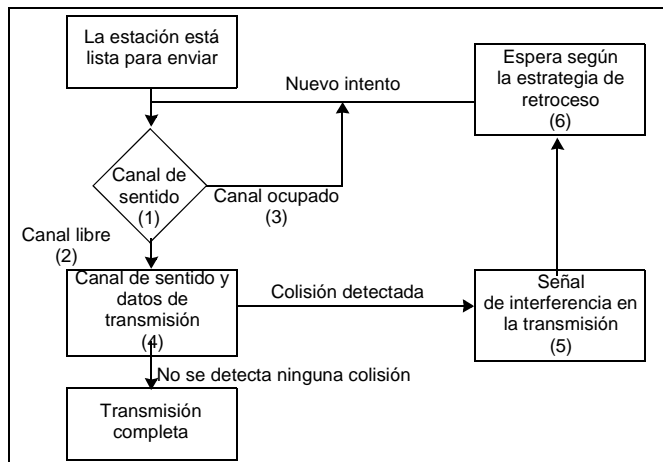 La estación está
lista para enviar
Espera según
la estrategia de
retroceso
(6)
Nuevo intento
Canal de
sentido
(1)
Canal ocupado
(3)
Canal libre
(2)
Canal de sentido y
datos de
transmisión
(4)
Colisión detectada
Señal
de interferencia en
la transmisión
(5)
No se detecta ninguna colisión
Transmisión
completa